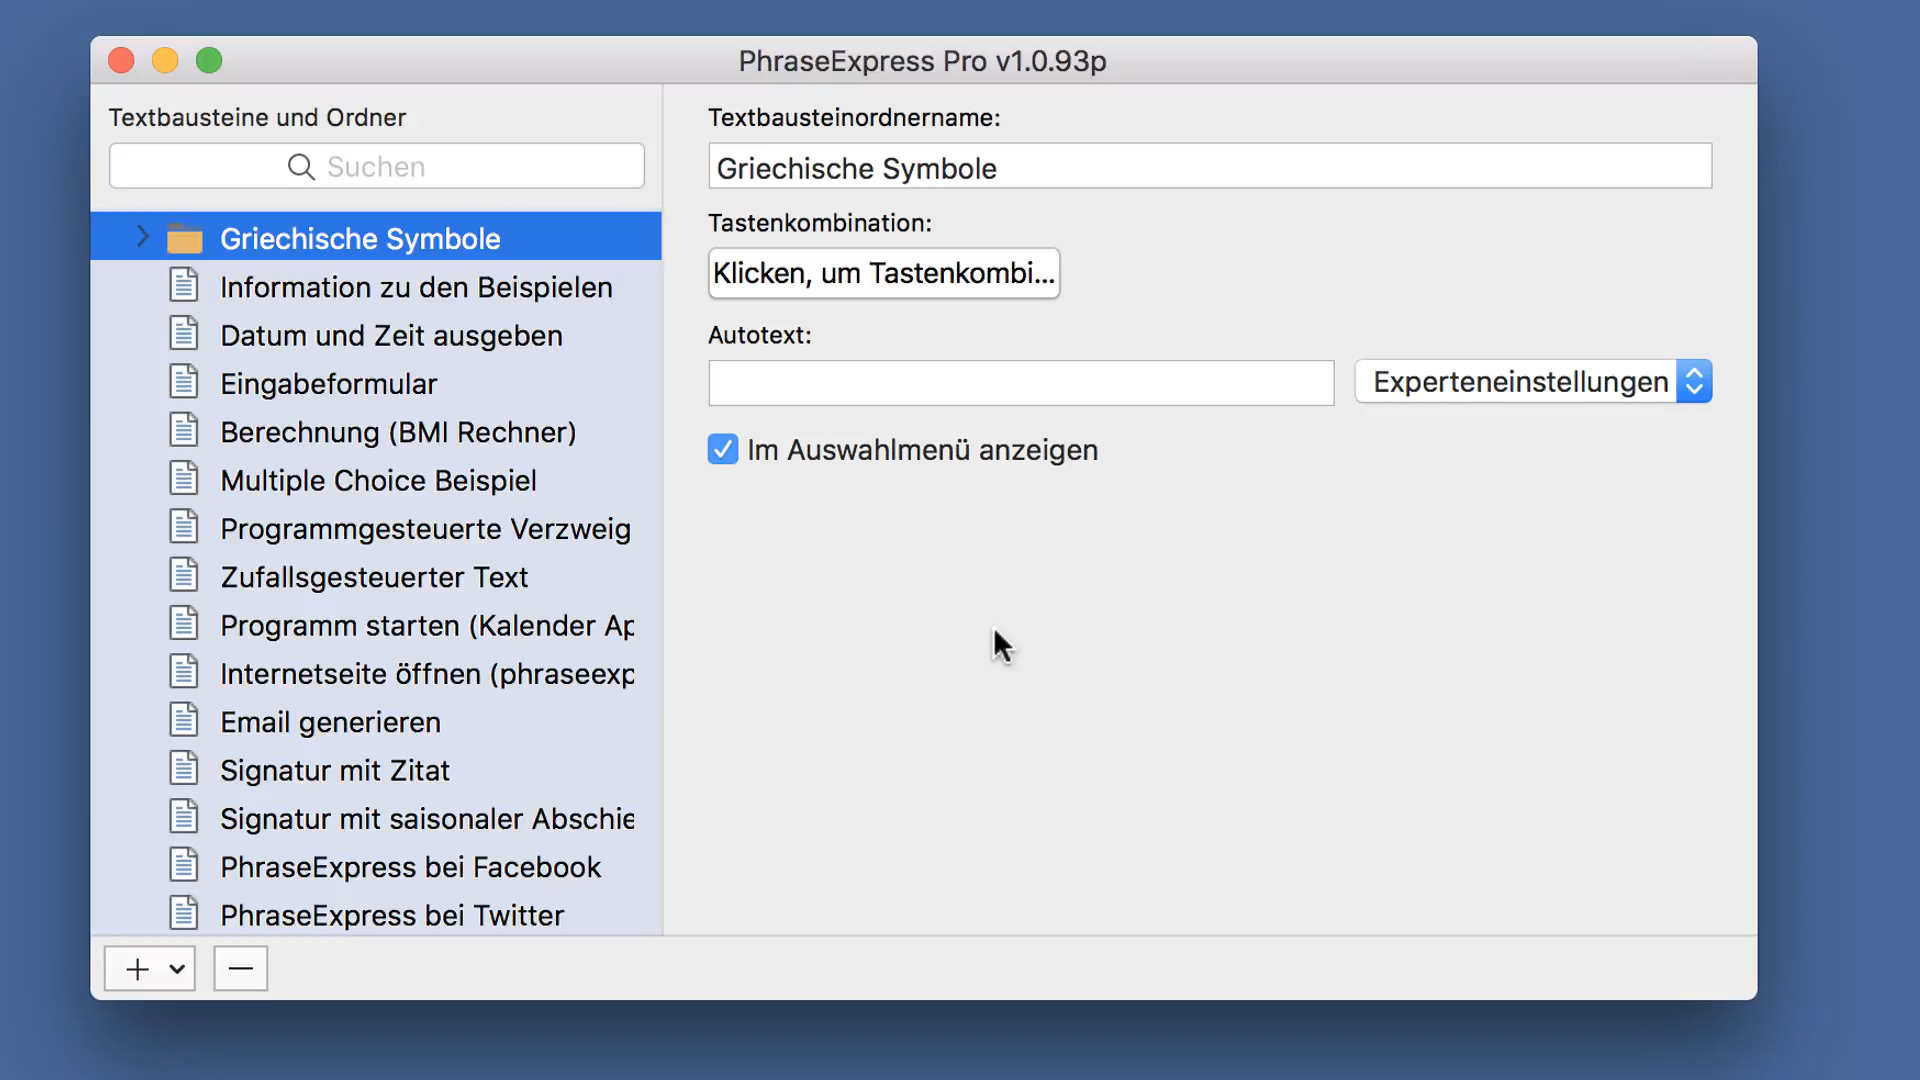 PhraseExpress Pro v1.0.93p
Textbausteine und Ordner
Suchen
Griechische Symbole
Information zu den Beispielen
Datum und Zeit ausgeben
Eingabeformular
Berechnung (BMI Rechner)
Multiple Choice Beispiel
Programmgesteuerte Verzweig
Zufallsgesteuerter Text
Programm starten (Kalender Ap
Internetseite öffnen (phraseexp
Email generieren
Signatur mit Zitat
Signatur mit saisonaler Abschie
PhraseExpress bei Facebook
PhraseExpress bei Twitter
Textbausteinordnername:
Griechische Symbole
Tastenkombination:
Klicken, um Tastenkombi...
Autotext:
Experteneinstellungen
Im Auswahlmenü anzeigen